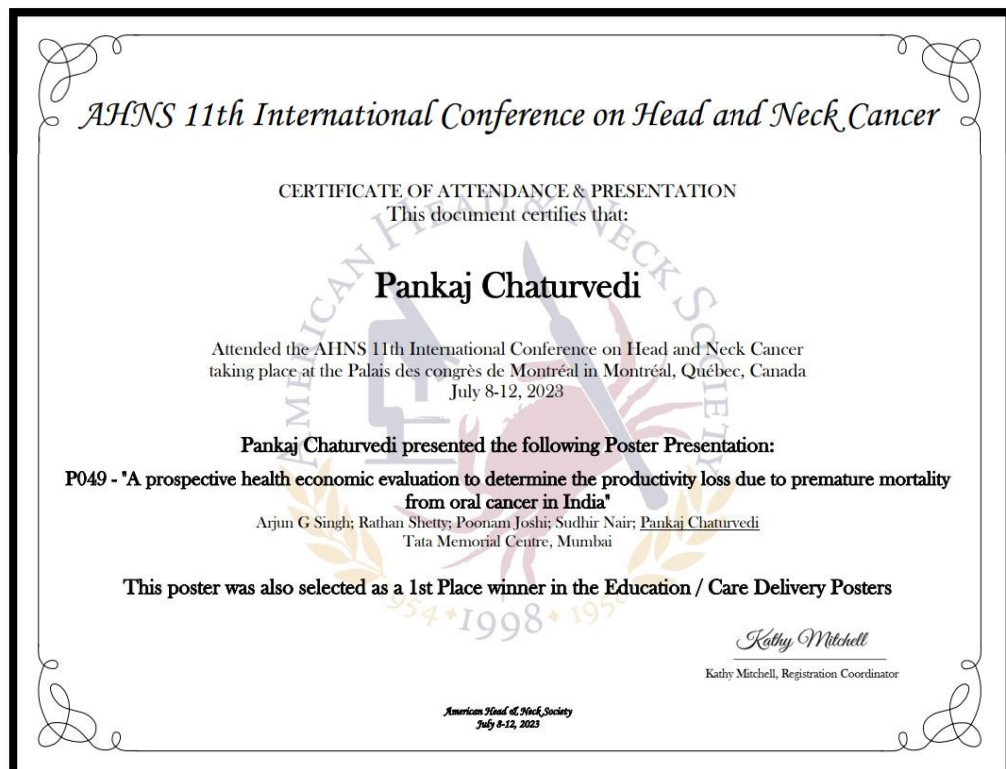 AHNS 11th International Conference on Head and Neck Cancer
CERTIFICATE OF ATTENDANCE & PRESENTATION
This document certifies that:
AMERICAN HEAD & NECK SOCIETY
Pankaj Chaturvedi
Attended the AHNS 11th International Conference on Head and Neck Cancer
taking place at the Palais des congrès de Montréal in Montréal, Québec, Canada
July 8-12, 2023
Pankaj Chaturvedi presented the following Poster Presentation:
P049 - "A prospective health economic evaluation to determine the productivity loss due to premature mortality
from oral cancer in India"
Arjun G Singh; Rathan Shetty; Poonam Joshi; Sudhir Nair; Pankaj Chaturvedi
Tata Memorial Centre, Mumbai
This poster was also selected as a 1st Place winner in the Education / Care Delivery Posters
1998
Kathy Mitchell
Kathy Mitchell, Registration Coordinator
American Head & Neck Society
July 8-12, 2023